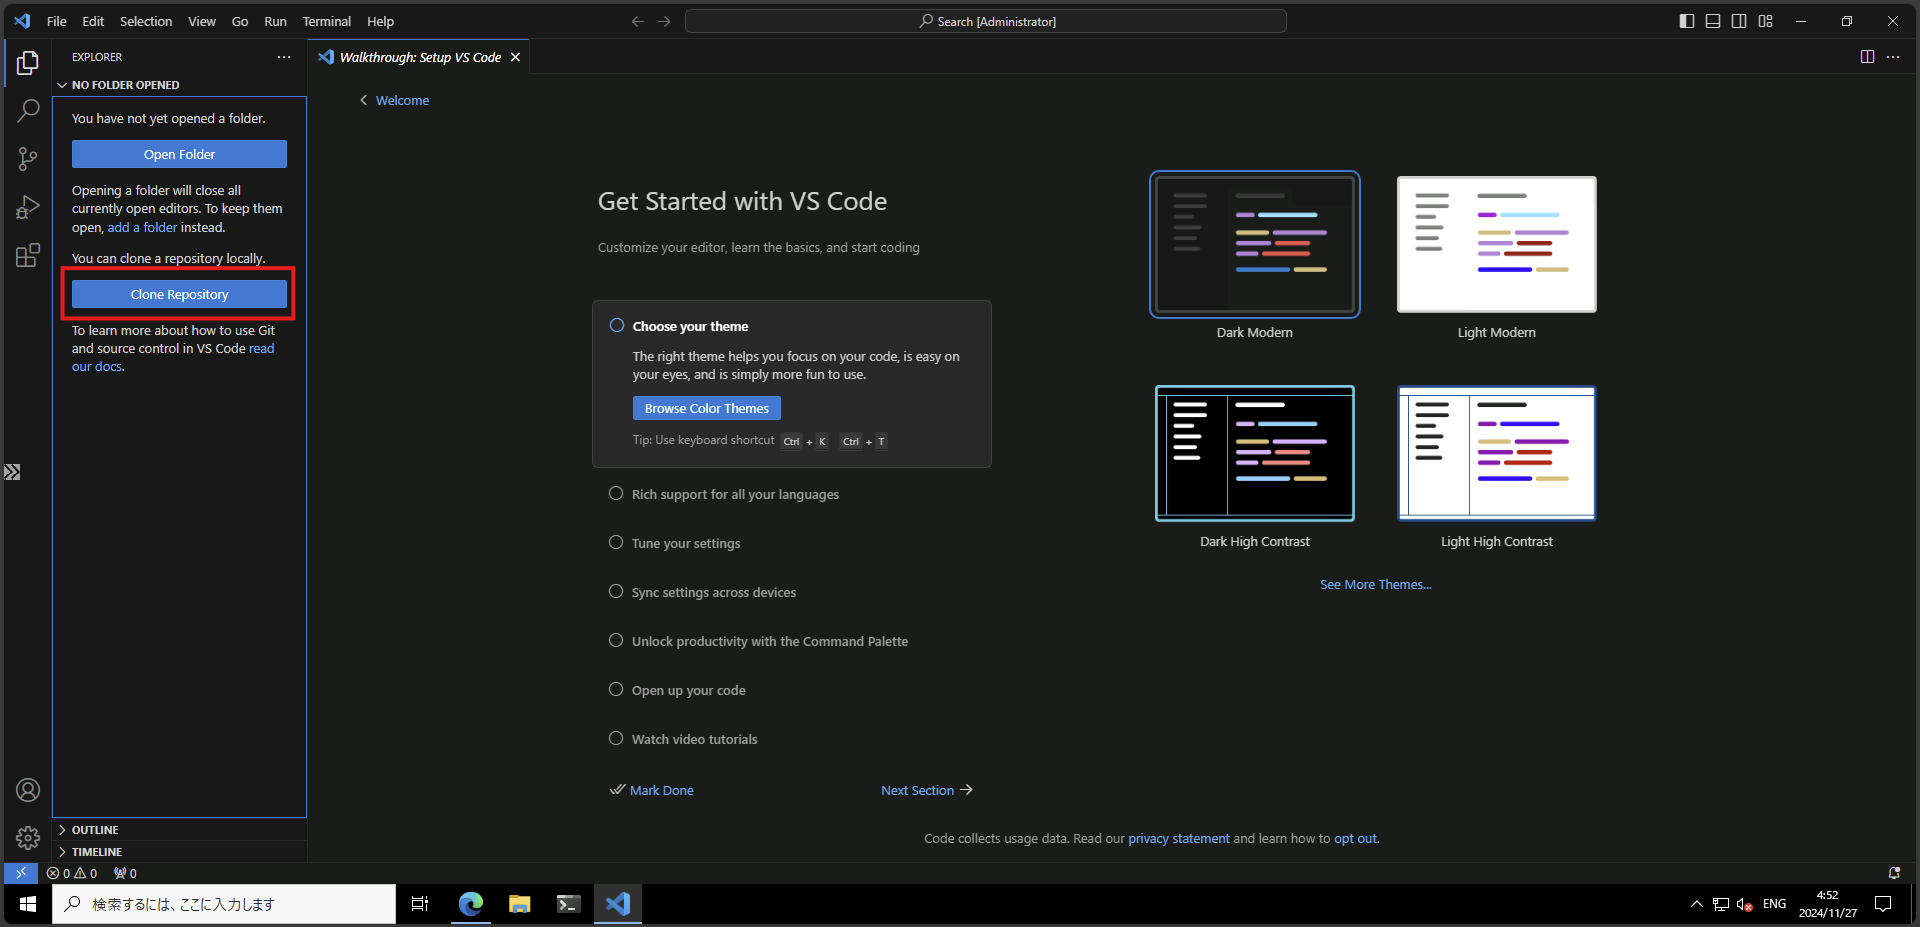 File Edit Selection View Go Run Terminal Help
Search [Administrator]
EXPLORER
Walkthrough: Setup VS Code
NO FOLDER OPENED
You have not yet opened a folder.
Open Folder
Opening a folder will close all
currently open editors. To keep them
open, add a folder instead.
You can clone a repository locally.
Clone Repository
To learn more about how to use Git
and source control in VS Code read
our docs.
OUTLINE
TIMELINE
Welcome
Get Started with VS Code
Customize your editor, learn the basics, and start coding
Choose your theme
The right theme helps you focus on your code, is easy on
your eyes, and is simply more fun to use.
Browse Color Themes
Tip: Use keyboard shortcut Ctrl + K Ctrl + T
Rich support for all your languages
Tune your settings
Sync settings across devices
Unlock productivity with the Command Palette
Open up your code
Watch video tutorials
Mark Done
Next Section
Dark Modern
Light Modern
Dark High Contrast
Light High Contrast
See More Themes...
Code collects usage data. Read our privacy statement and learn how to opt out.
0 0 0
検索するには、ここに入力します
ENG
4:52
2024/11/27